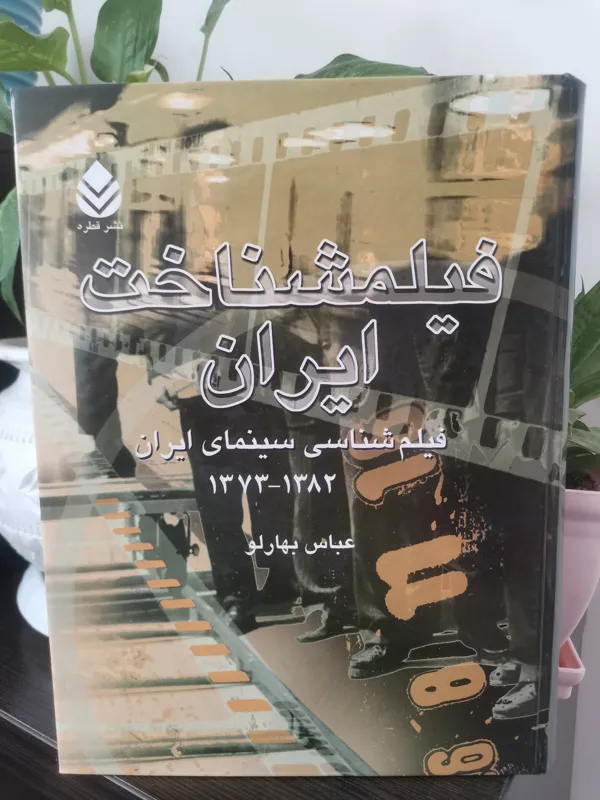 نشر قطره
فیلمشناخت
ایران
فیلم شناسی سینمای ایران
۱۳۷۳-۱۳۸۲
عباس بهارلو